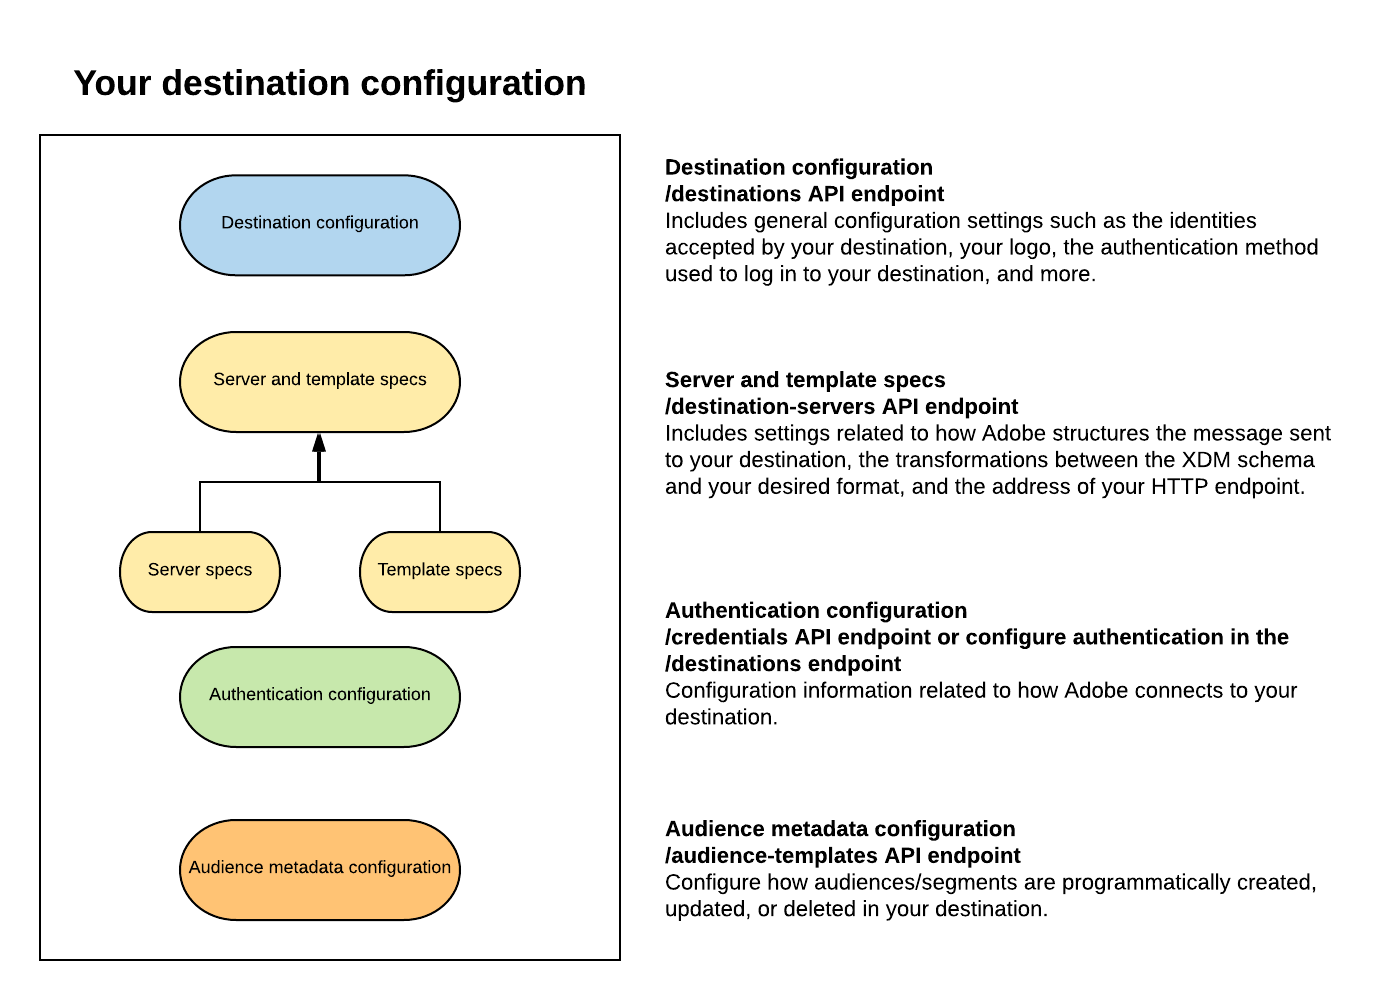 Your destination configuration
Destination configuration
Server and template specs
Server specs
Template specs
Authentication configuration
Audience metadata configuration
Destination configuration
/destinations API endpoint
Includes general configuration settings such as the identities
accepted by your destination, your logo, the authentication method
used to log in to your destination, and more.
Server and template specs
/destination-servers API endpoint
Includes settings related to how Adobe structures the message sent
to your destination, the transformations between the XDM schema
and your desired format, and the address of your HTTP endpoint.
Authentication configuration
/credentials API endpoint or configure authentication in the
/destinations endpoint
Configuration information related to how Adobe connects to your
destination.
Audience metadata configuration
/audience-templates API endpoint
Configure how audiences/segments are programmatically created,
updated, or deleted in your destination.